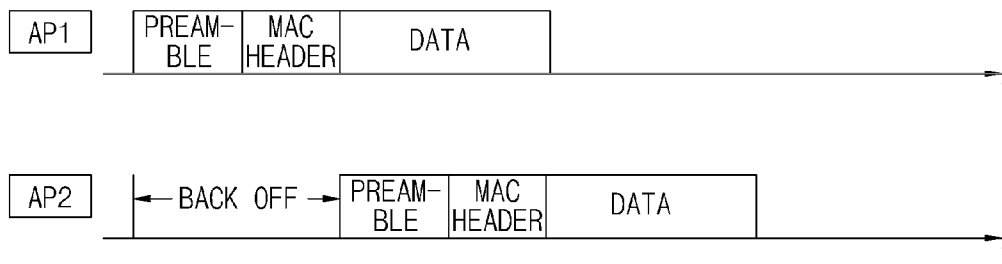 AP1
PREAM-
BLE
MAC
HEADER
DATA
AP2
BACK OFF
PREAM-
BLE
MAC
HEADER
DATA